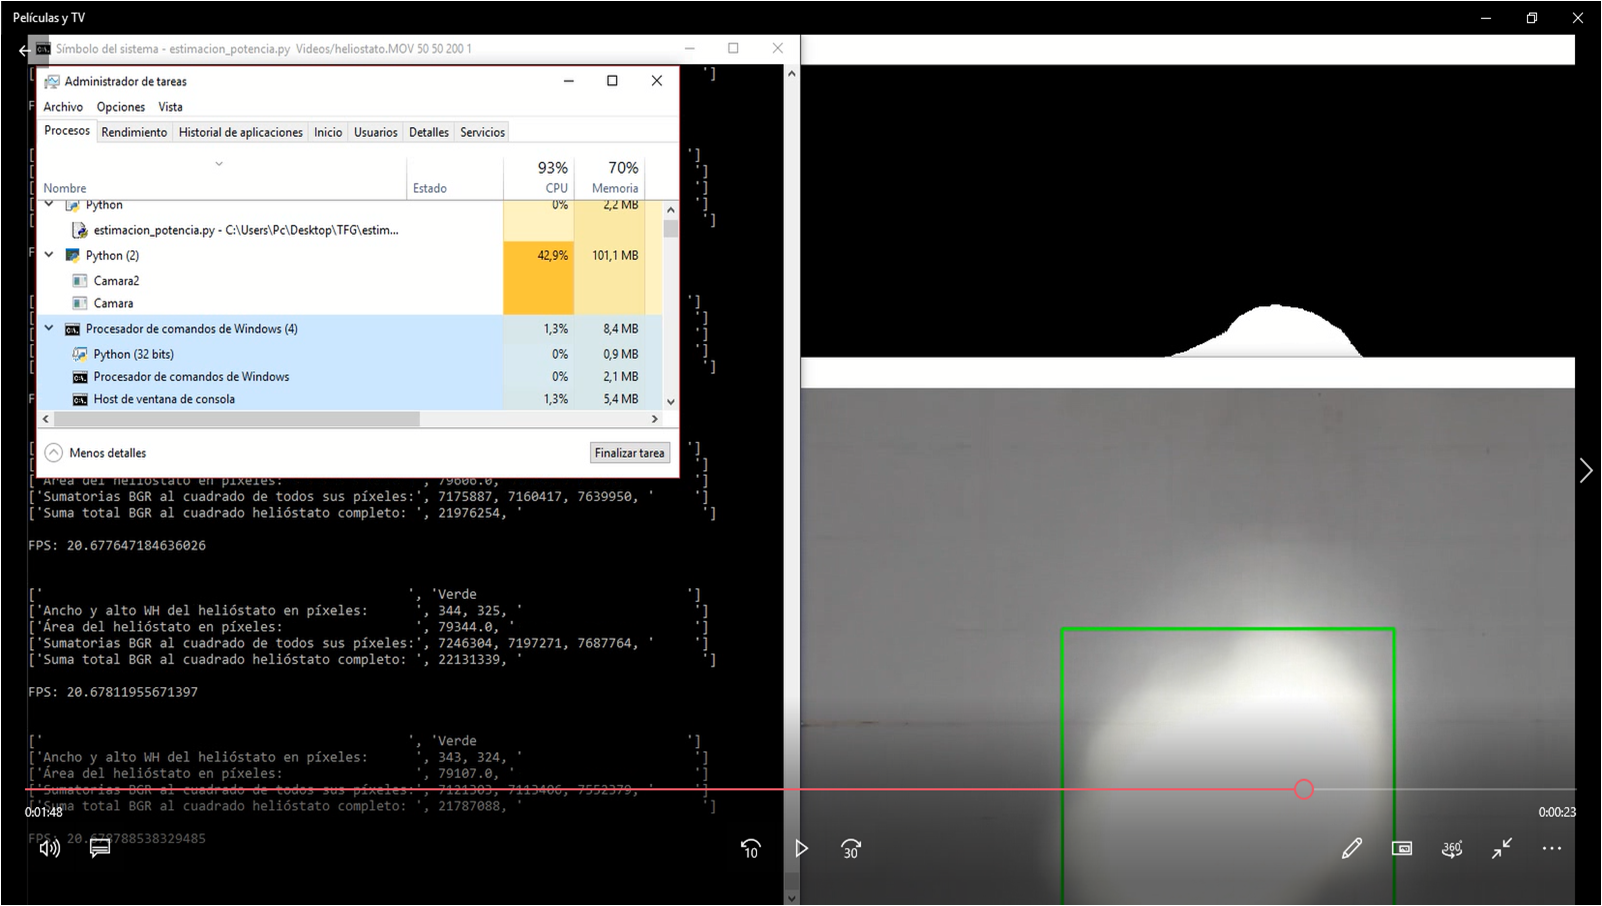 Películas y TV
Símbolo del sistema - estimacion_potencia.py Videos/heliostato.MOV 50 50 200 1
Administrador de tareas
Archivo Opciones Vista
Procesos Rendimiento Historial de aplicaciones Inicio Usuarios Detalles Servicios
93% 70%
Nombre Estado CPU Memoria
Python 0% 2,2 MB
estimacion_potencia.py - C:\Users\Pc\Desktop\TFG\estim...
Python (2) 42,9% 101,1 MB
Camara2
Camara
Procesador de comandos de Windows (4) 1,3% 8,4 MB
Python (32 bits) 0% 0,9 MB
Procesador de comandos de Windows 0% 2,1 MB
Host de ventana de consola 1,3% 5,4 MB
Menos detalles Finalizar tarea
['Área del helióstato en píxeles: ', 79606.0,
['Sumatorias BGR al cuadrado de todos sus píxeles:', 7175887, 7160417, 7639950, ' ']
['Suma total BGR al cuadrado helióstato completo: ', 21976254, ' ']
FPS: 20.677647184636026
[' ', 'Verde ']
['Ancho y alto WH del helióstato en píxeles: ', 344, 325, ' ']
['Área del helióstato en píxeles: ', 79344.0, ' ']
['Sumatorias BGR al cuadrado de todos sus píxeles:', 7246304, 7197271, 7687764, ' ']
['Suma total BGR al cuadrado helióstato completo: ', 22131339, ' ']
FPS: 20.67811955671397
[' ', 'Verde ']
['Ancho y alto WH del helióstato en píxeles: ', 343, 324, ' ']
['Área del helióstato en píxeles: ', 79107.0, ' ']
['Sumatorias BGR al cuadrado de todos sus píxeles:', 7121303, 7113406, 7552379, ' ']
['Suma total BGR al cuadrado helióstato completo: ', 21787088, ' ']
0:01:48 0:00:23
FPS: 20.678788538329485
10 30 360°